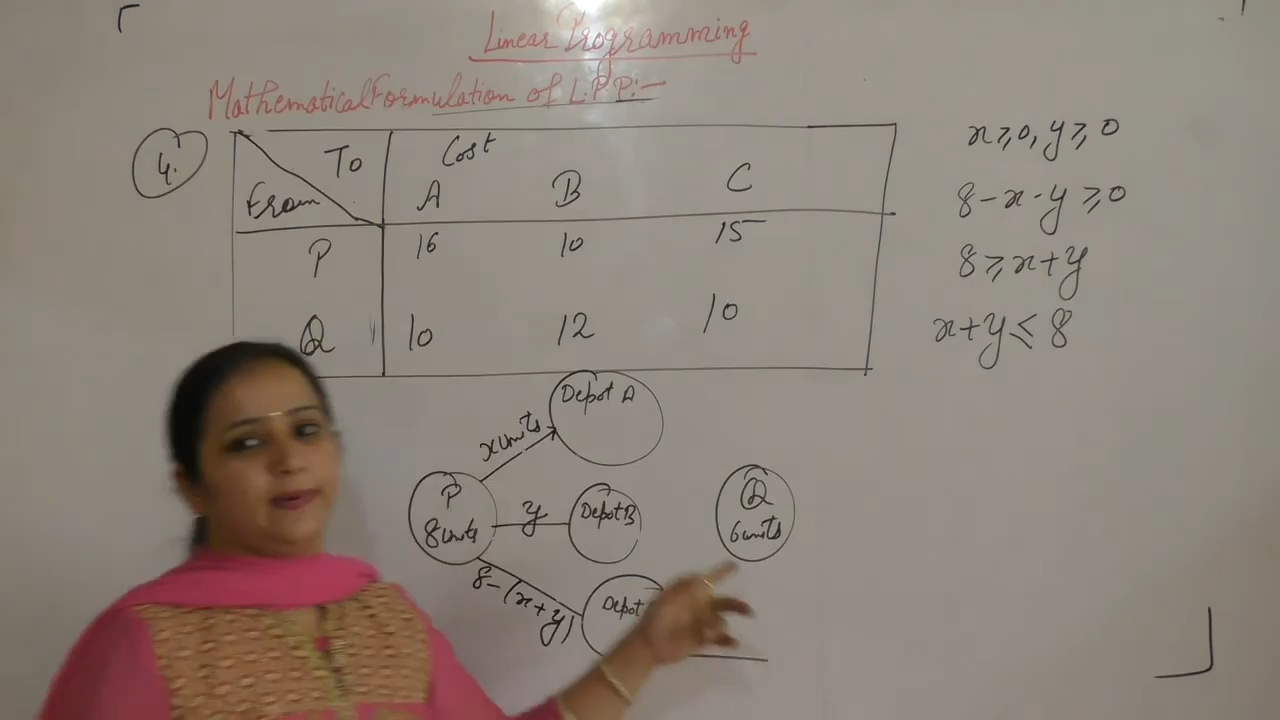 Linear Programming
Mathematical Formulation of L.P.P:-
4.
To
From
Cost
A B C
P 16 10 15
Q 10 12 10
x≥0, y≥0
8-x-y≥0
8≥x+y
x+y≤8
Depot A
x units
P
8 units
y
Depot B
Q
6 units
8-(x+y)
Depot